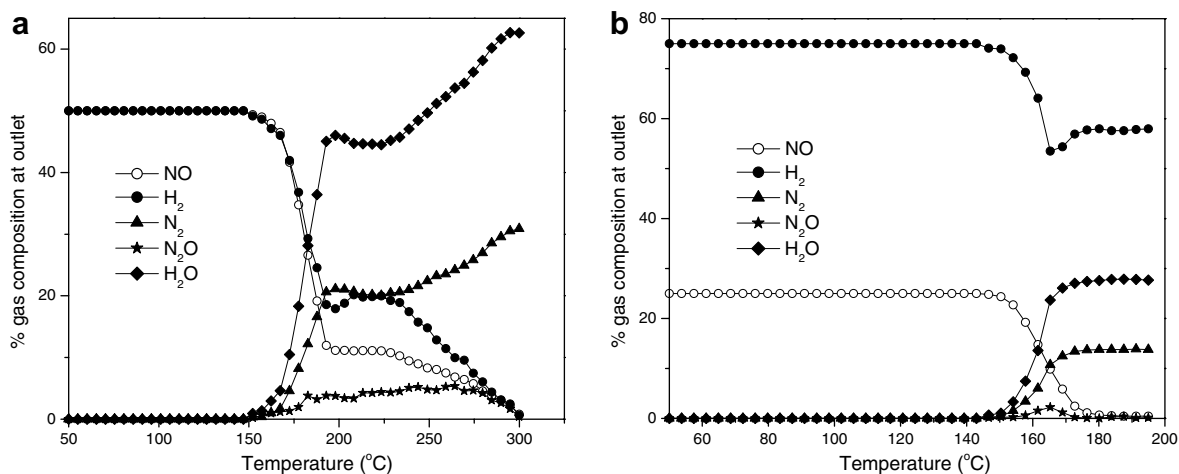 a
% gas composition at outlet
60
40
20
0
NO
H₂
N₂
N₂O
H₂O
50 100 150 200 250 300
Temperature (°C)
b
% gas composition at outlet
80
60
40
20
0
NO
H₂
N₂
N₂O
H₂O
60 80 100 120 140 160 180 200
Temperature (°C)